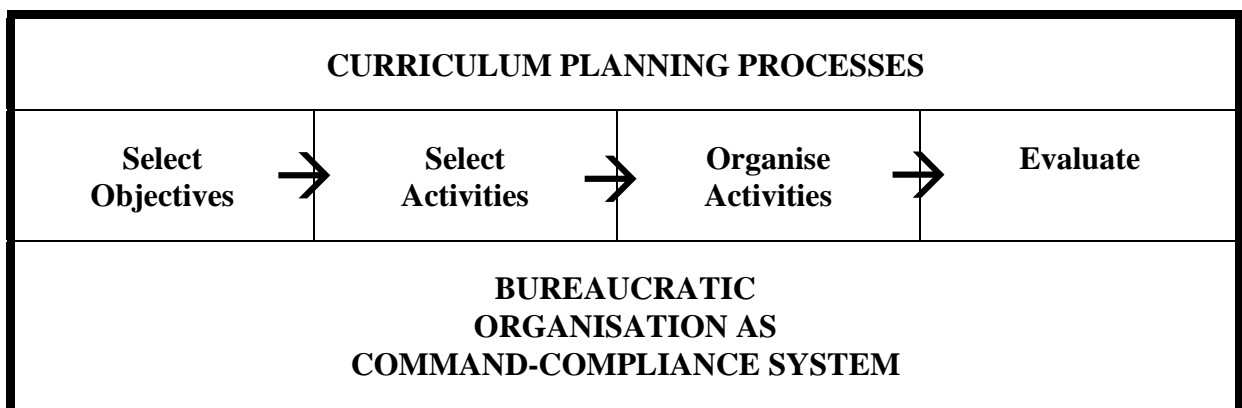 CURRICULUM PLANNING PROCESSES
Select
Objectives
Select
Activities
Organise
Activities
Evaluate
BUREAUCRATIC
ORGANISATION AS
COMMAND-COMPLIANCE SYSTEM